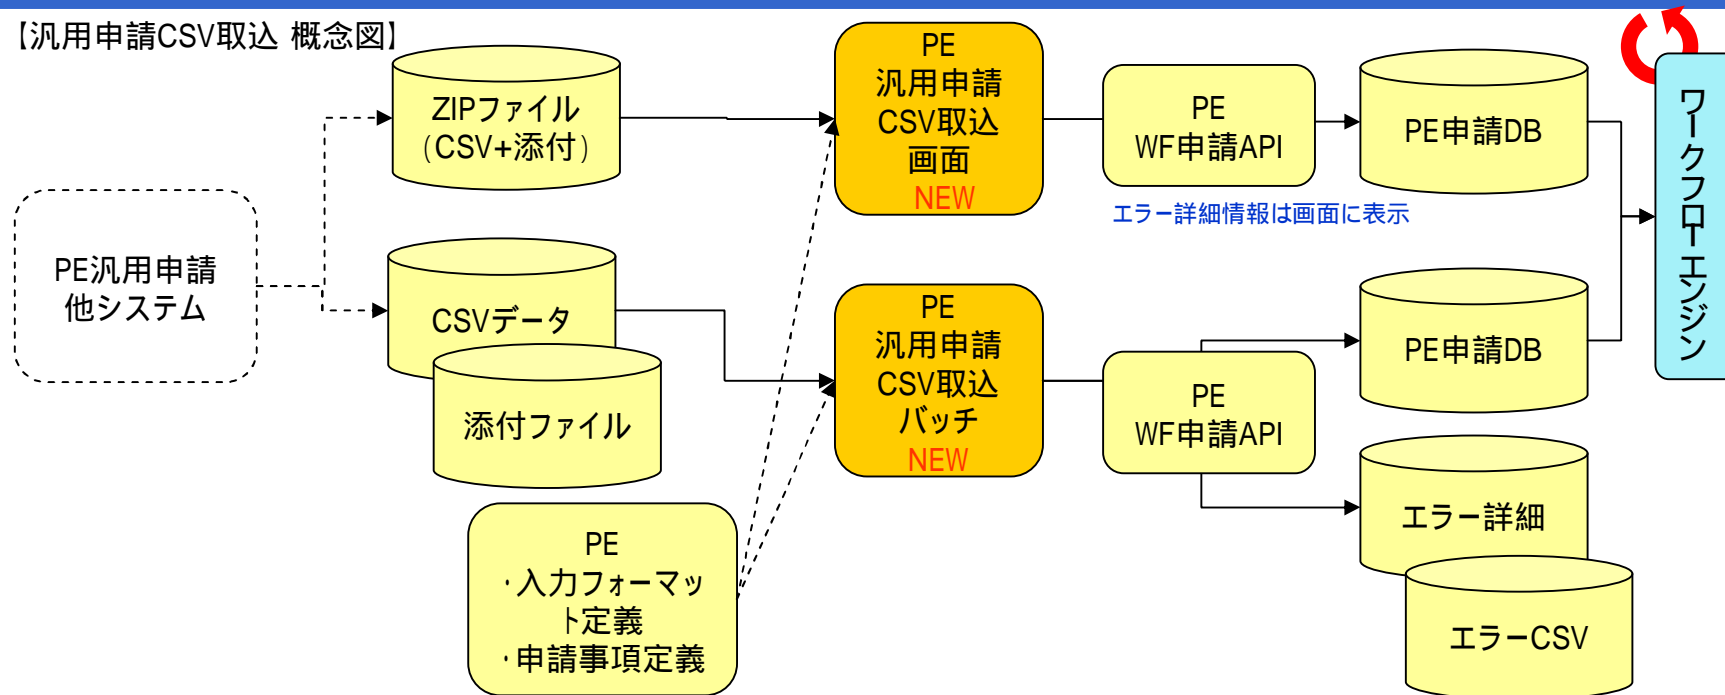 【汎用申請CSV取込 概念図】
ZIPファイル
(CSV+添付)
PE
汎用申請
CSV取込
画面
NEW
PE
WF申請API
エラー詳細情報は画面に表示
PE申請DB
ワークフローエンジン
PE汎用申請
他システム
CSVデータ
添付ファイル
PE
汎用申請
CSV取込
バッチ
NEW
PE
WF申請API
PE申請DB
エラー詳細
エラーCSV
PE
・入力フォーマッ
ト定義
・申請事項定義